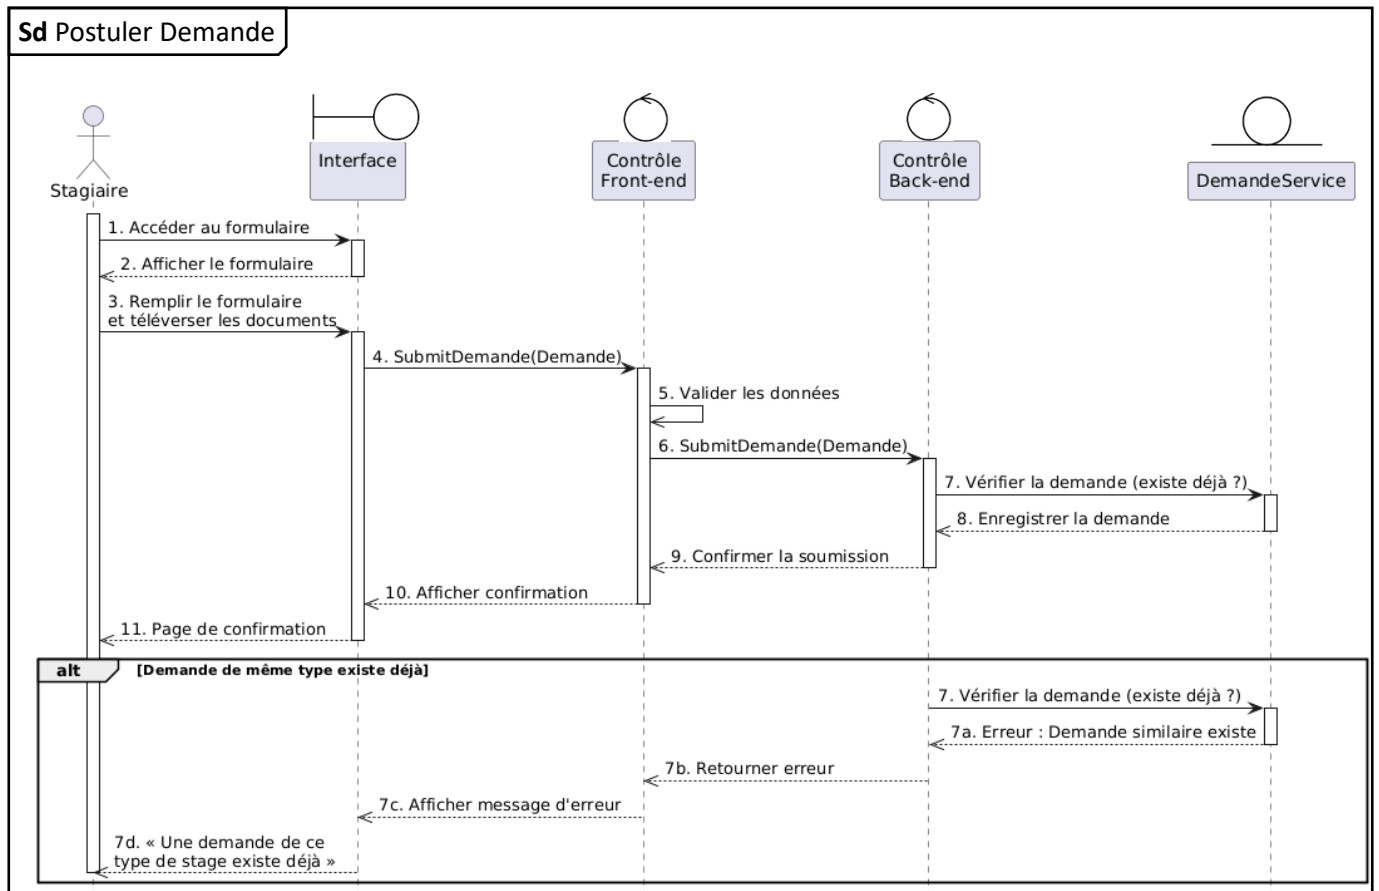 Sd Postuler Demande
Stagiaire
Interface
Contrôle
Front-end
Contrôle
Back-end
DemandeService
1. Accéder au formulaire
2. Afficher le formulaire
3. Remplir le formulaire
et téléverser les documents
4. SubmitDemande(Demande)
5. Valider les données
6. SubmitDemande(Demande)
7. Vérifier la demande (existe déjà ?)
8. Enregistrer la demande
9. Confirmer la soumission
10. Afficher confirmation
11. Page de confirmation
alt [Demande de même type existe déjà]
7. Vérifier la demande (existe déjà ?)
7a. Erreur : Demande similaire existe
7b. Retourner erreur
7c. Afficher message d'erreur
7d. « Une demande de ce
type de stage existe déjà »